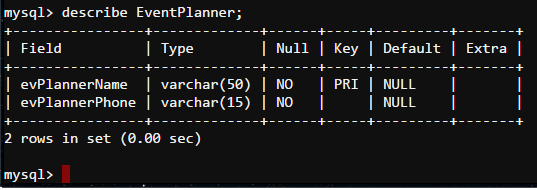 mysql> describe EventPlanner;
+----------------+-------------+------+-----+---------+-------+
| Field          | Type        | Null | Key | Default | Extra |
+----------------+-------------+------+-----+---------+-------+
| evPlannerName  | varchar(50) | NO   | PRI | NULL    |       |
| evPlannerPhone | varchar(15) | NO   |     | NULL    |       |
+----------------+-------------+------+-----+---------+-------+
2 rows in set (0.00 sec)
mysql>